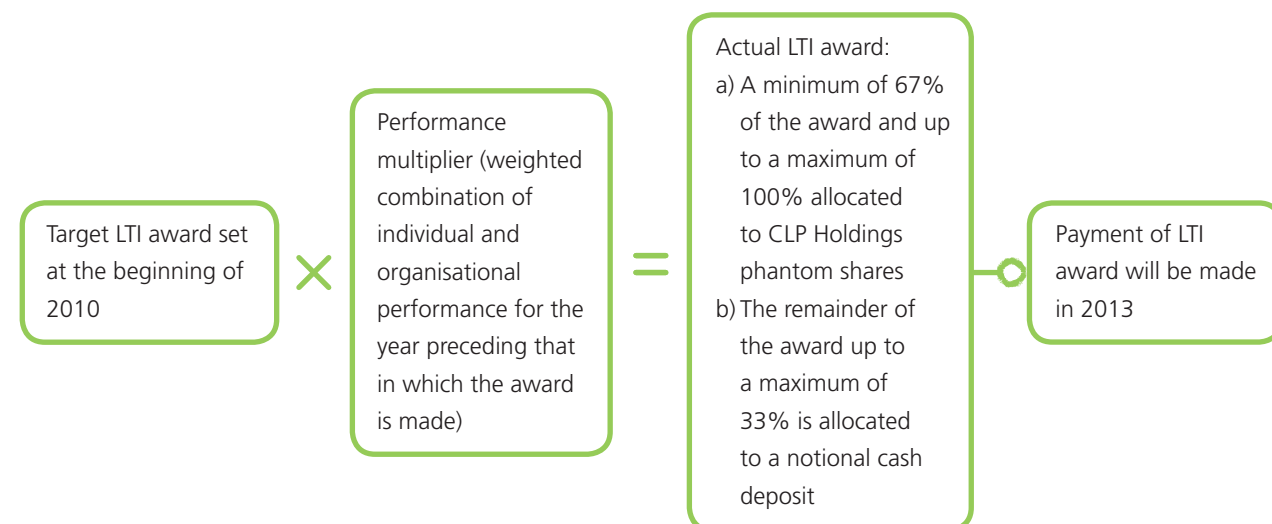 Target LTI award set
at the beginning of
2010
×
Performance
multiplier (weighted
combination of
individual and
organisational
performance for the
year preceding that
in which the award
is made)
=
Actual LTI award:
a) A minimum of 67%
of the award and up
to a maximum of
100% allocated
to CLP Holdings
phantom shares
b) The remainder of
the award up to
a maximum of
33% is allocated
to a notional cash
deposit
Payment of LTI
award will be made
in 2013